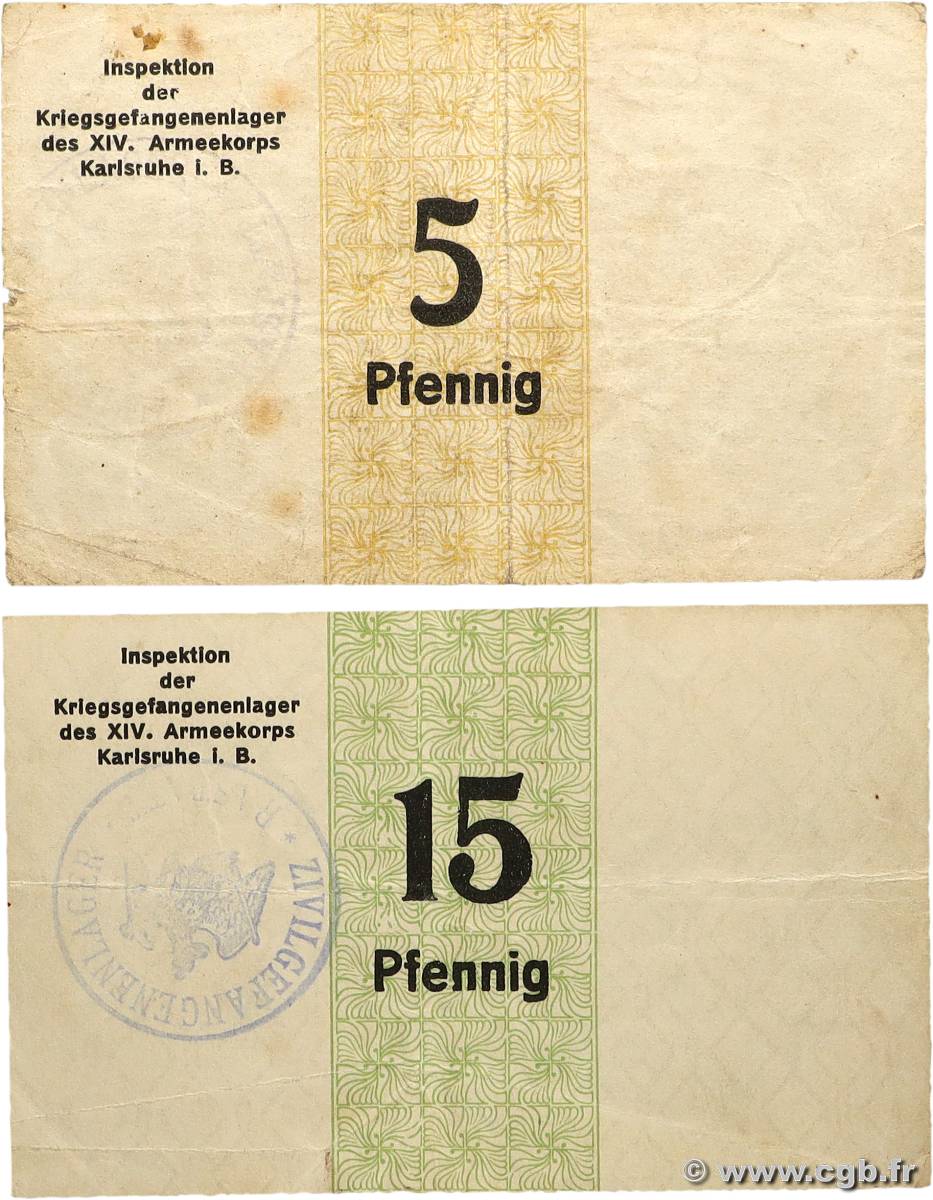 Inspektion
der
Kriegsgefangenenlager
des XIV. Armeekorps
Karlsruhe i. B.
5
Pfennig
Inspektion
der
Kriegsgefangenenlager
des XIV. Armeekorps
Karlsruhe i. B.
15
Pfennig
* ZIVILGEFANGENENLAGER
© www.cgb.fr